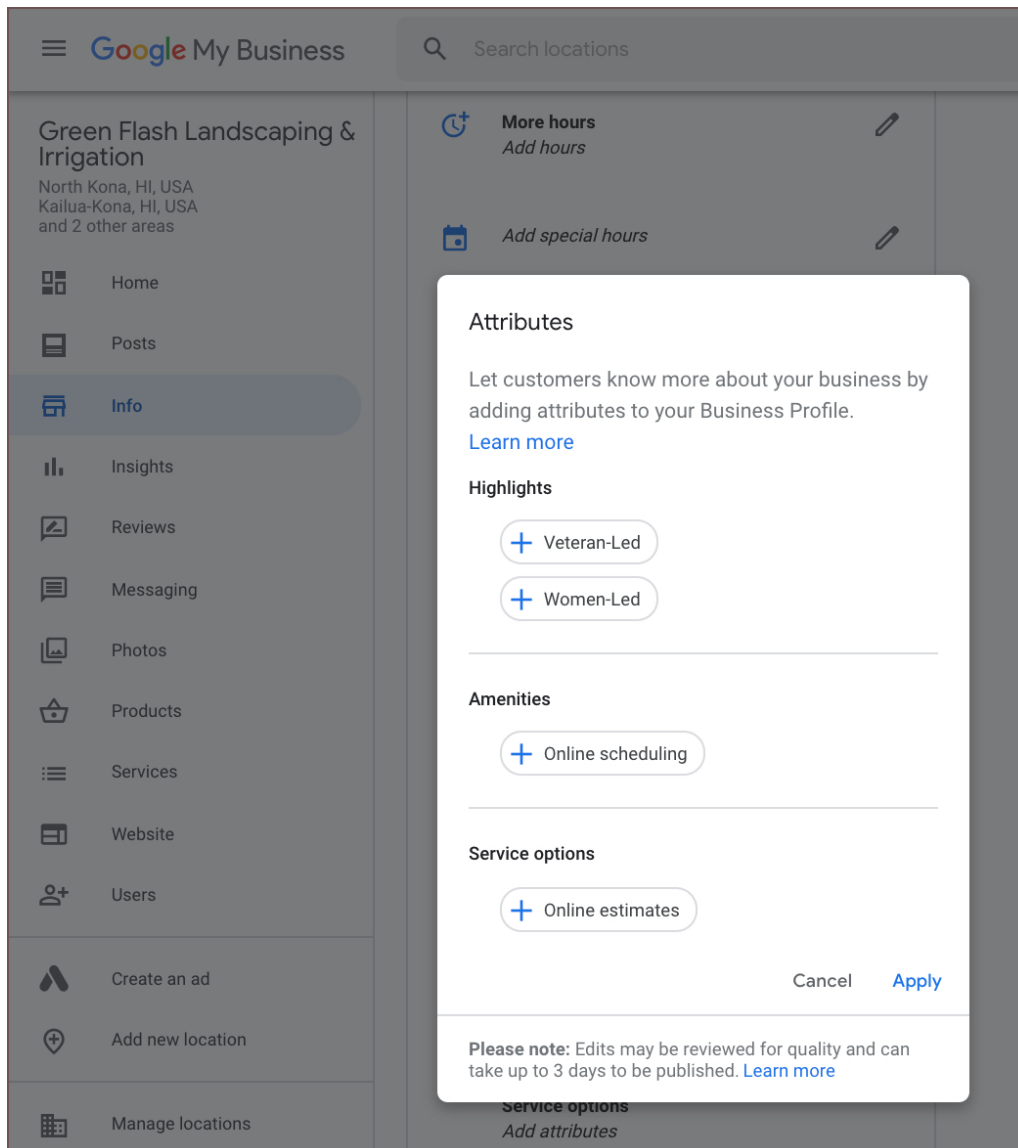 Google My Business
Search locations
Green Flash Landscaping &
Irrigation
North Kona, HI, USA
Kailua-Kona, HI, USA
and 2 other areas
Home
Posts
Info
Insights
Reviews
Messaging
Photos
Products
Services
Website
Users
Create an ad
Add new location
Manage locations
More hours
Add hours
Add special hours
Attributes
Let customers know more about your business by
adding attributes to your Business Profile.
Learn more
Highlights
Veteran-Led
Women-Led
Amenities
Online scheduling
Service options
Online estimates
Cancel Apply
Please note: Edits may be reviewed for quality and can
take up to 3 days to be published. Learn more
Service options
Add attributes